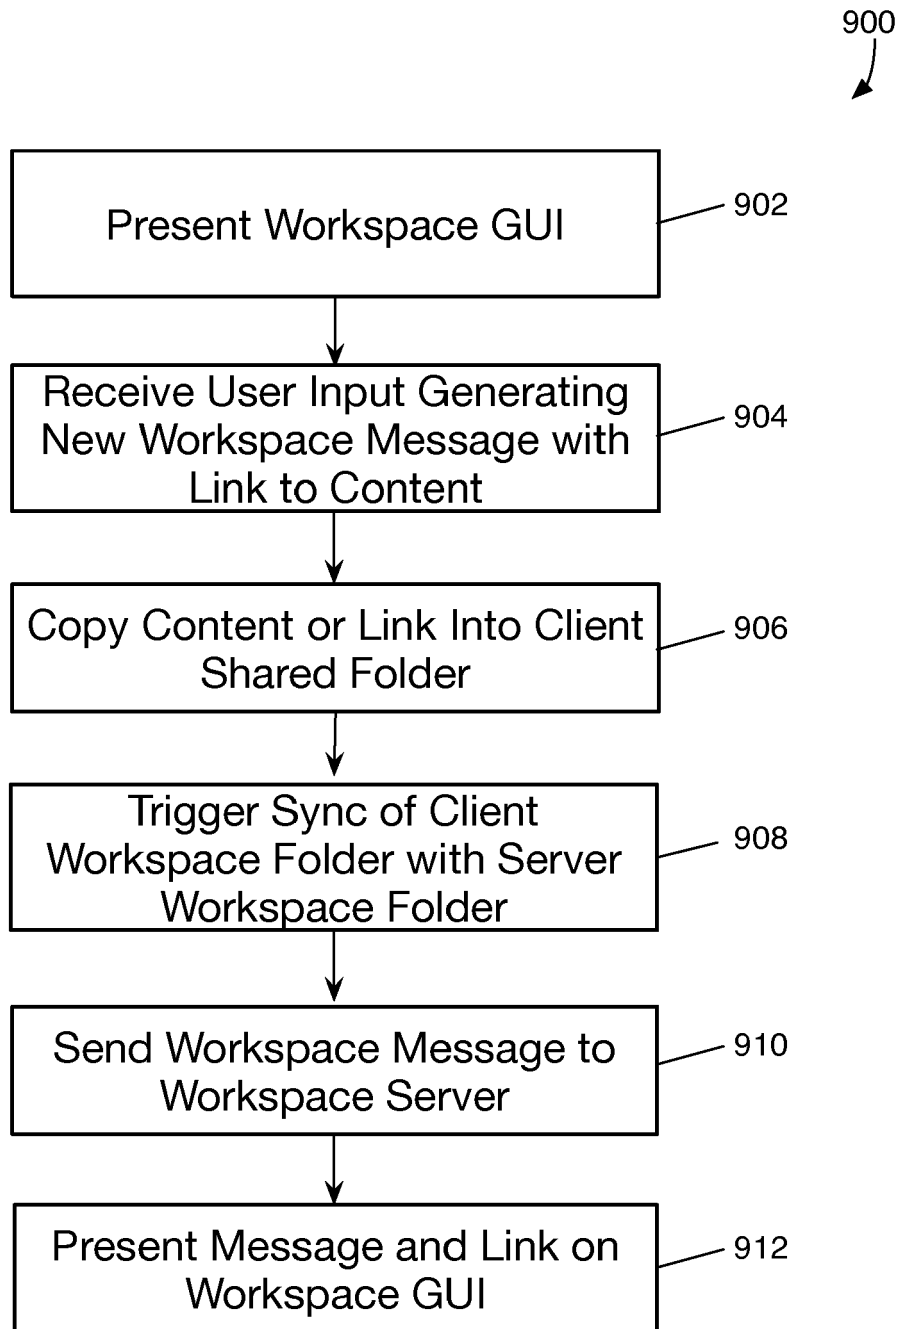 900
Present Workspace GUI
902
Receive User Input Generating
New Workspace Message with
Link to Content
904
Copy Content or Link Into Client
Shared Folder
906
Trigger Sync of Client
Workspace Folder with Server
Workspace Folder
908
Send Workspace Message to
Workspace Server
910
Present Message and Link on
Workspace GUI
912